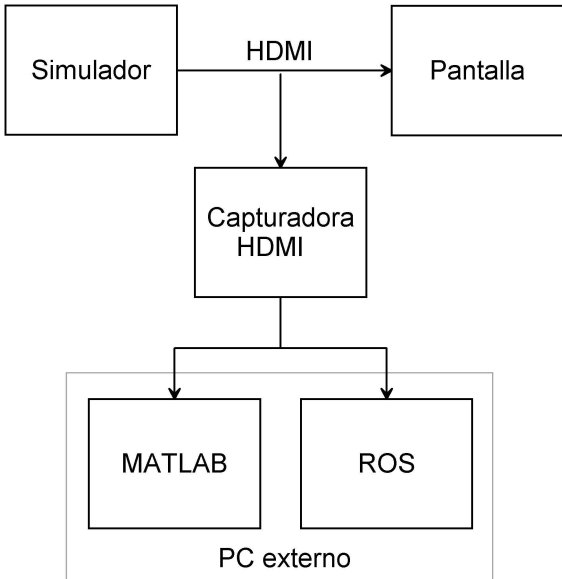 HDMI
Simulador
Pantalla
Capturadora
HDMI
MATLAB
ROS
PC externo